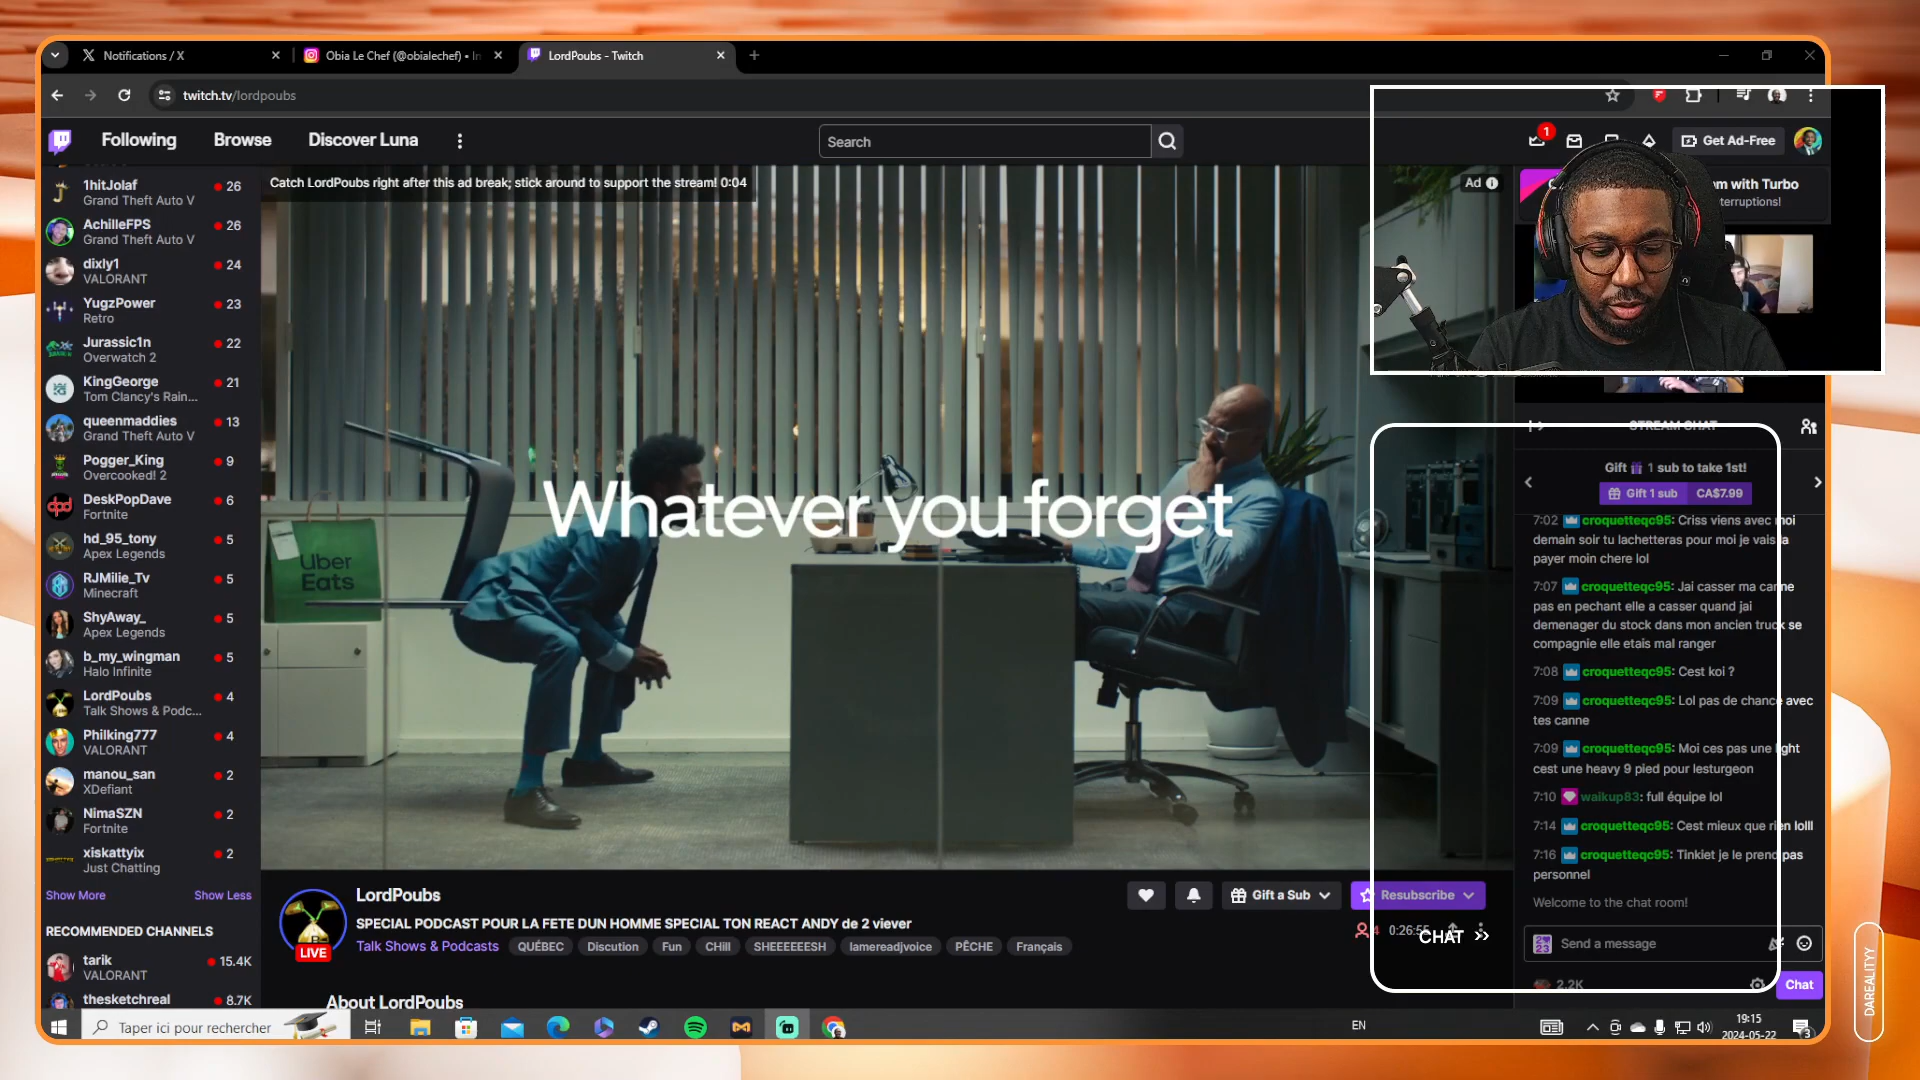 Notifications / X
Obia Le Chef (@obialechef) • In
LordPoubs - Twitch
twitch.tv/lordpoubs
Following
Browse
Discover Luna
Search
1
Get Ad-Free
1hitJolaf
26
Grand Theft Auto V
AchilleFPS
26
Grand Theft Auto V
dixly1
24
VALORANT
YugzPower
23
Retro
Jurassic1n
22
Overwatch 2
KingGeorge
21
Tom Clancy's Rain...
queenmaddies
13
Grand Theft Auto V
Pogger_King
9
Overcooked! 2
DeskPopDave
6
Fortnite
hd_95_tony
5
Apex Legends
RJMilie_Tv
5
Minecraft
ShyAway_
5
Apex Legends
b_my_wingman
5
Halo Infinite
LordPoubs
4
Talk Shows & Podc...
Philking777
4
VALORANT
manou_san
2
XDefiant
NimaSZN
2
Fortnite
xiskattyix
2
Just Chatting
Show More
Show Less
RECOMMENDED CHANNELS
tarik
15.4K
VALORANT
thesketchreal
8.7K
Catch LordPoubs right after this ad break; stick around to support the stream! 0:04
Ad
Uber
Eats
Whatever you forget
LordPoubs
SPECIAL PODCAST POUR LA FETE DUN HOMME SPECIAL TON REACT ANDY de 2 viever
Talk Shows & Podcasts
QUÉBEC
Discution
Fun
CHill
SHEEEEESH
Iamereadjvoice
PÊCHE
Français
LIVE
Gift a Sub
Resubscribe
4
0:26:55
About LordPoubs
with Turbo
STREAM CHAT
Gift 1 sub to take 1st!
Gift 1 sub
CA$7.99
7:02 croquetteqc95: Criss viens avec moi
demain soir tu lachetteras pour moi je vais la
payer moin chere lol
7:07 croquetteqc95: Jai casser ma canne
pas en pechant elle a casser quand jai
demenager du stock dans mon ancien truck se
compagnie elle etais mal ranger
7:08 croquetteqc95: Cest koi ?
7:09 croquetteqc95: Lol pas de chance avec
tes canne
7:09 croquetteqc95: Moi ces pas une light
cest une heavy 9 pied pour lesturgeon
7:10 waikup83: full équipe lol
7:14 croquetteqc95: Cest mieux que rien lolll
7:16 croquetteqc95: Tinkiet je le prend pas
personnel
Welcome to the chat room!
CHAT
Send a message
2.2K
Chat
DAREALITYY
Taper ici pour rechercher
EN
19:15
2024-05-22
3